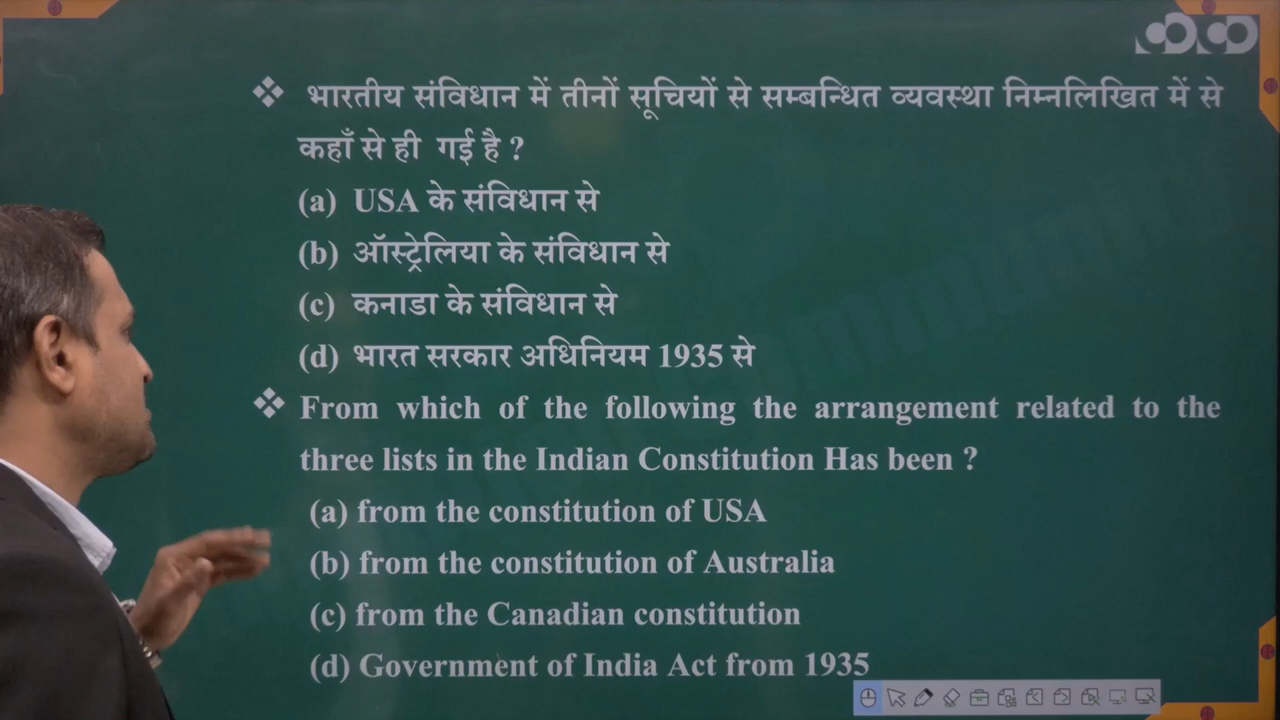 ❖ भारतीय संविधान में तीनों सूचियों से सम्बन्धित व्यवस्था निम्नलिखित में से
कहाँ से ही गई है ?
(a) USA के संविधान से
(b) ऑस्ट्रेलिया के संविधान से
(c) कनाडा के संविधान से
(d) भारत सरकार अधिनियम 1935 से
❖ From which of the following the arrangement related to the
three lists in the Indian Constitution Has been ?
(a) from the constitution of USA
(b) from the constitution of Australia
(c) from the Canadian constitution
(d) Government of India Act from 1935